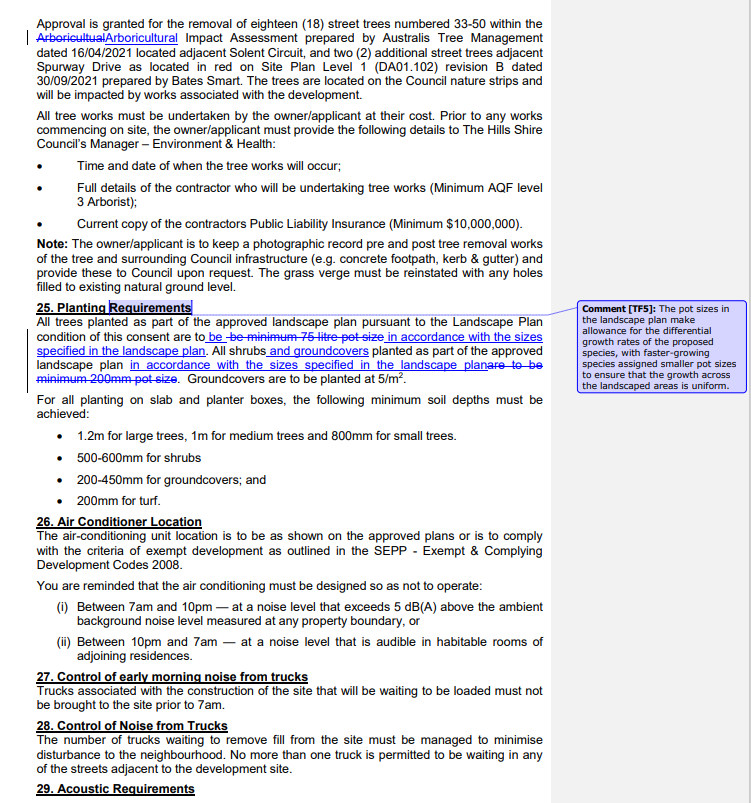 Approval is granted for the removal of eighteen (18) street trees numbered 33-50 within the
ArboricultualArboricultural Impact Assessment prepared by Australis Tree Management
dated 16/04/2021 located adjacent Solent Circuit, and two (2) additional street trees adjacent
Spurway Drive as located in red on Site Plan Level 1 (DA01.102) revision B dated
30/09/2021 prepared by Bates Smart. The trees are located on the Council nature strips and
will be impacted by works associated with the development.
All tree works must be undertaken by the owner/applicant at their cost. Prior to any works
commencing on site, the owner/applicant must provide the following details to The Hills Shire
Council's Manager – Environment & Health:
• Time and date of when the tree works will occur;
• Full details of the contractor who will be undertaking tree works (Minimum AQF level
3 Arborist);
• Current copy of the contractors Public Liability Insurance (Minimum $10,000,000).
Note: The owner/applicant is to keep a photographic record pre and post tree removal works
of the tree and surrounding Council infrastructure (e.g. concrete footpath, kerb & gutter) and
provide these to Council upon request. The grass verge must be reinstated with any holes
filled to existing natural ground level.
25. Planting Requirements
All trees planted as part of the approved landscape plan pursuant to the Landscape Plan
condition of this consent are to be be minimum 75 litre pot size in accordance with the sizes
specified in the landscape plan. All shrubs and groundcovers planted as part of the approved
landscape plan in accordance with the sizes specified in the landscape planare to be
minimum 200mm pot size. Groundcovers are to be planted at 5/m².
For all planting on slab and planter boxes, the following minimum soil depths must be
achieved:
• 1.2m for large trees, 1m for medium trees and 800mm for small trees.
• 500-600mm for shrubs
• 200-450mm for groundcovers; and
• 200mm for turf.
26. Air Conditioner Location
The air-conditioning unit location is to be as shown on the approved plans or is to comply
with the criteria of exempt development as outlined in the SEPP - Exempt & Complying
Development Codes 2008.
You are reminded that the air conditioning must be designed so as not to operate:
(i) Between 7am and 10pm — at a noise level that exceeds 5 dB(A) above the ambient
background noise level measured at any property boundary, or
(ii) Between 10pm and 7am — at a noise level that is audible in habitable rooms of
adjoining residences.
27. Control of early morning noise from trucks
Trucks associated with the construction of the site that will be waiting to be loaded must not
be brought to the site prior to 7am.
28. Control of Noise from Trucks
The number of trucks waiting to remove fill from the site must be managed to minimise
disturbance to the neighbourhood. No more than one truck is permitted to be waiting in any
of the streets adjacent to the development site.
29. Acoustic Requirements
Comment [TF5]: The pot sizes in
the landscape plan make
allowance for the differential
growth rates of the proposed
species, with faster-growing
species assigned smaller pot sizes
to ensure that the growth across
the landscaped areas is uniform.